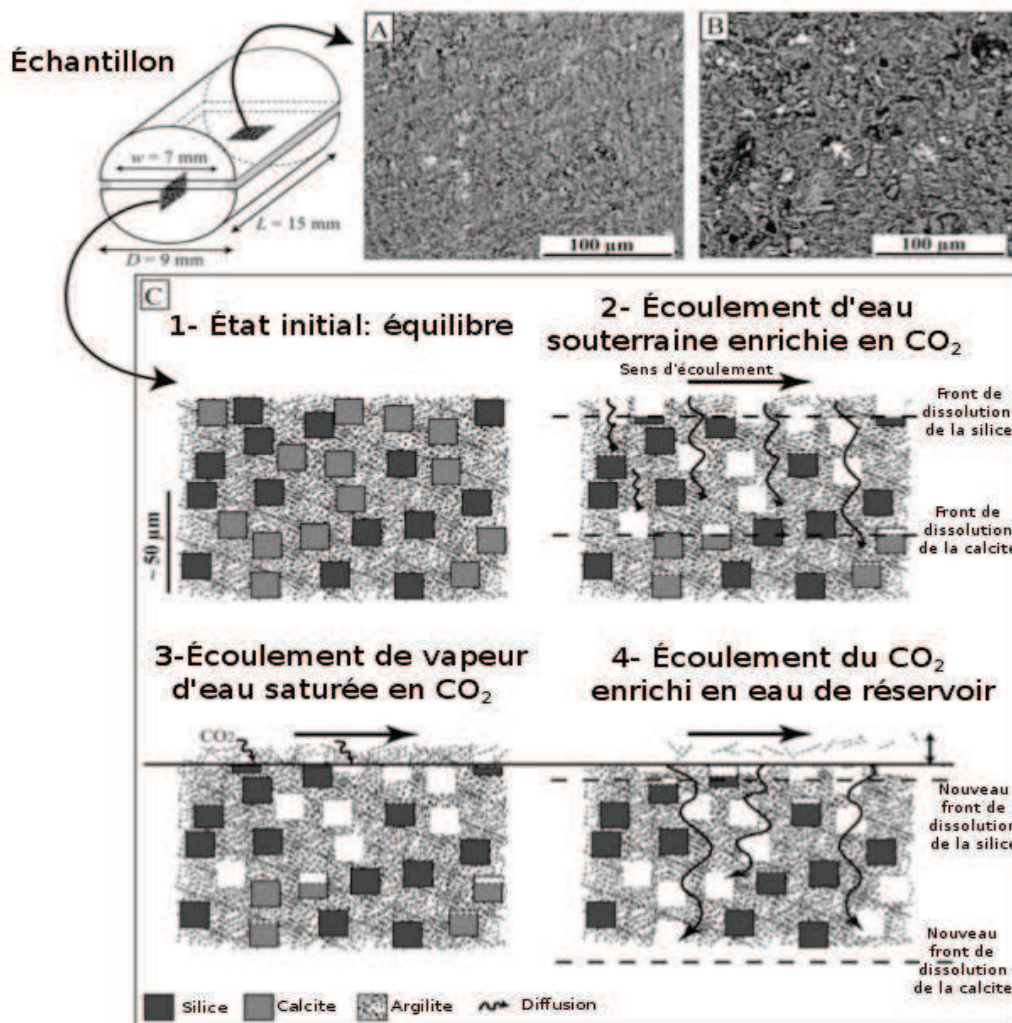 Échantillon
w = 7 mm
L = 15 mm
D = 9 mm
A
100 µm
B
100 µm
C
1- État initial: équilibre
~ 50 µm
2- Écoulement d'eau
souterraine enrichie en CO₂
Sens d'écoulement
Front de
dissolution
de la silice
Front de
dissolution
de la calcite
3-Écoulement de vapeur
d'eau saturée en CO₂
CO₂
4- Écoulement du CO₂
enrichi en eau de réservoir
Nouveau
front de
dissolution
de la silice
Nouveau
front de
dissolution
de la calcite
Silice
Calcite
Argilite
Diffusion